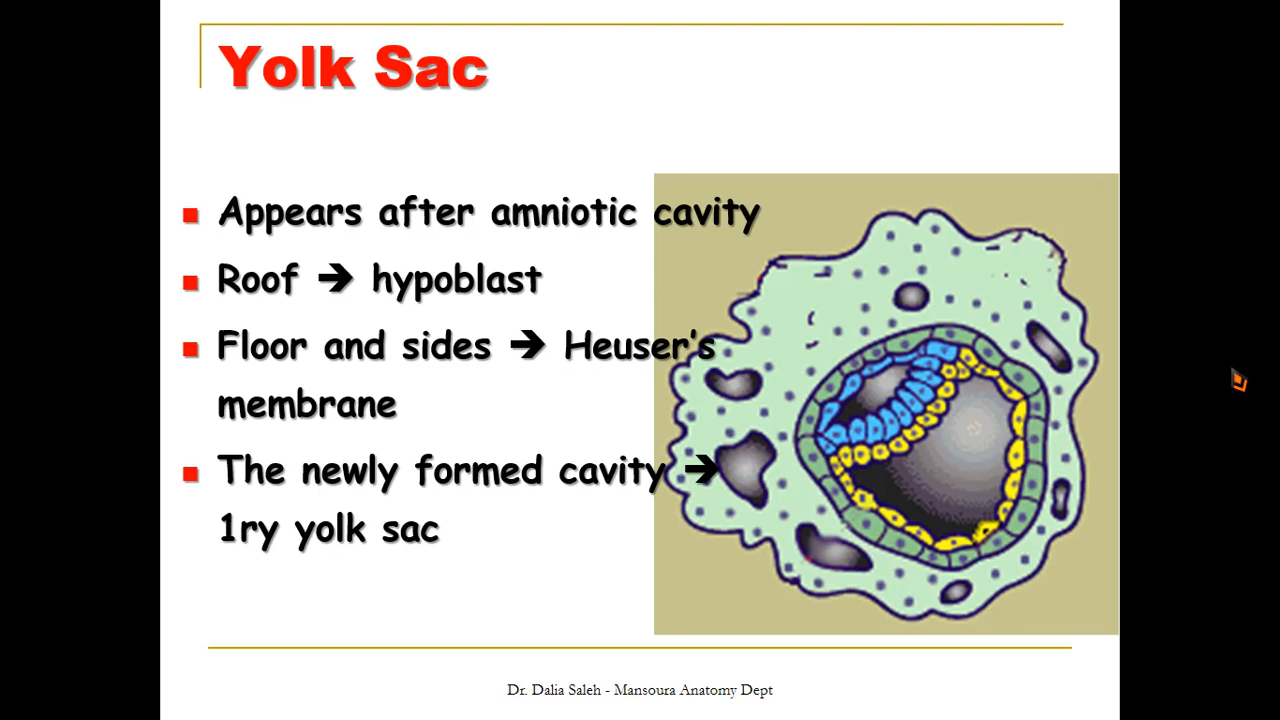 Yolk Sac
Appears after amniotic cavity
Roof ➔ hypoblast
Floor and sides ➔ Heuser's
membrane
The newly formed cavity ➔
1ry yolk sac
Dr. Dalia Saleh - Mansoura Anatomy Dept